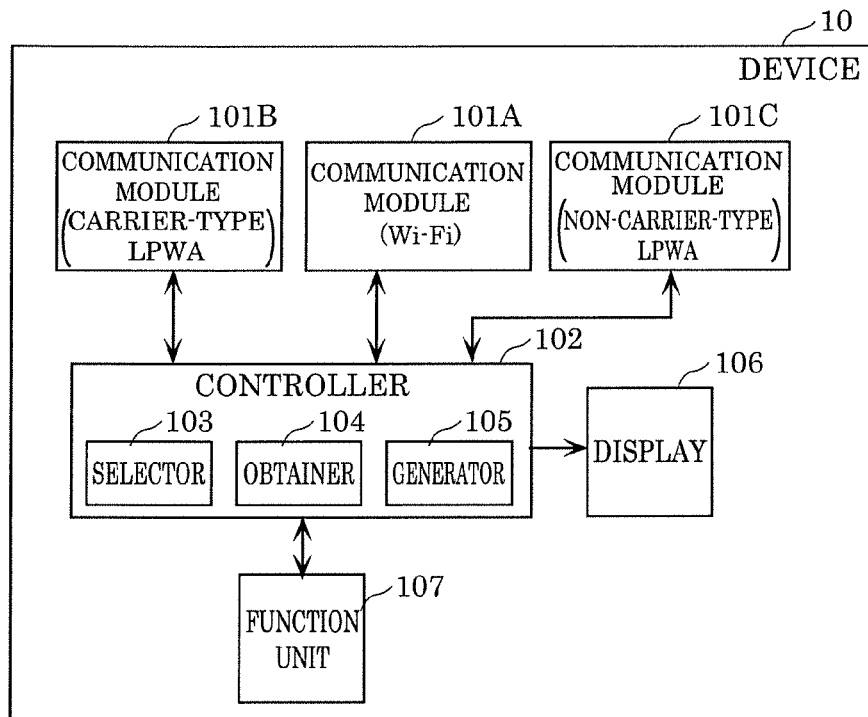 10
DEVICE
101B
COMMUNICATION
MODULE
(CARRIER-TYPE
LPWA)
101A
COMMUNICATION
MODULE
(Wi-Fi)
101C
COMMUNICATION
MODULE
(NON-CARRIER-TYPE
LPWA)
102
CONTROLLER
103
SELECTOR
104
OBTAINER
105
GENERATOR
106
DISPLAY
107
FUNCTION
UNIT